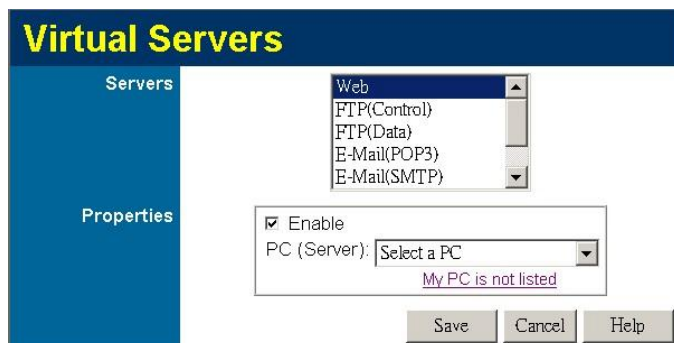 Virtual Servers
Servers
Web
FTP(Control)
FTP(Data)
E-Mail(POP3)
E-Mail(SMTP)
Properties
Enable
PC (Server): Select a PC
My PC is not listed
Save Cancel Help